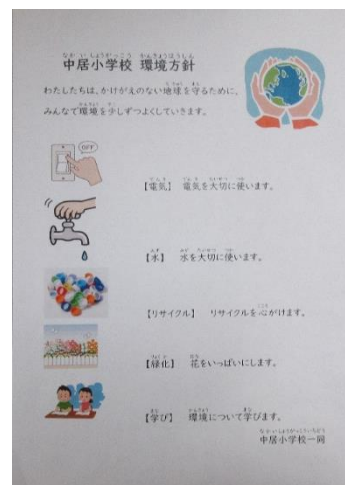 中居小学校 環境方針
わたしたちは、かけがえのない地球を守るために、
みんなで環境を少しずつよくしていきます。
OFF
【電気】 電気を大切に使います。
【水】 水を大切に使います。
【リサイクル】 リサイクルを心がけます。
【緑化】 花をいっぱいにします。
【学び】 環境について学びます。
中居小学校一同